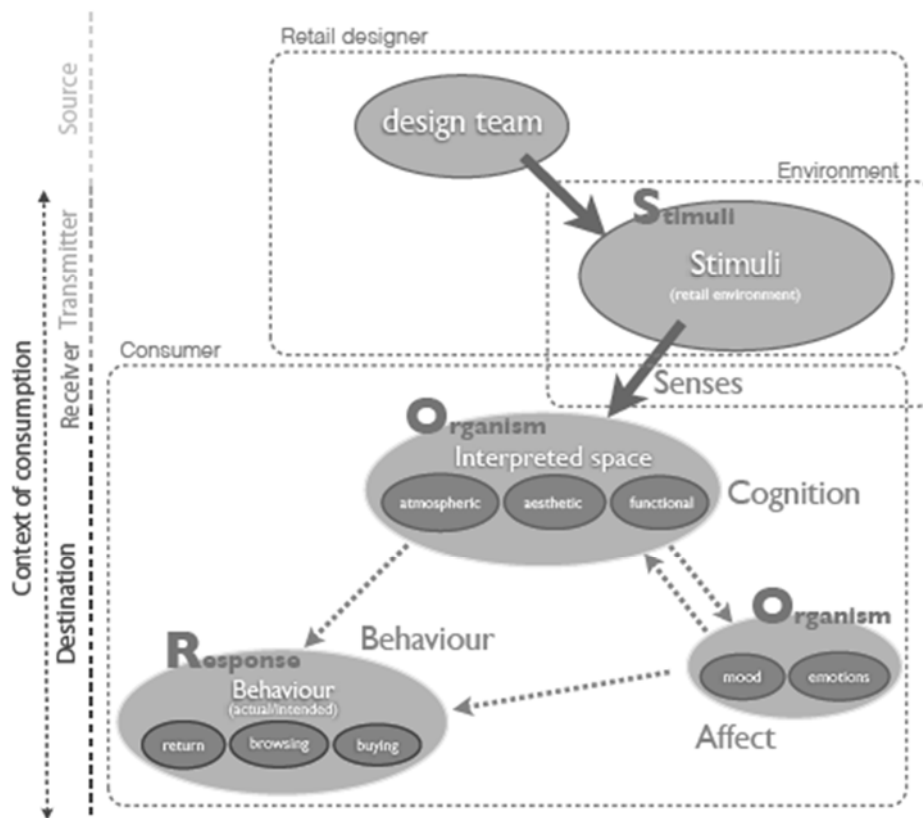 Retail designer
design team
Environment
Stimuli
Stimuli
(retail environment)
Consumer
Senses
Organism
Interpreted space
atmospheric
aesthetic
functional
Cognition
Organism
mood
emotions
Affect
Behaviour
Response
Behaviour
(actual/intended)
return
browsing
buying
Source
Transmitter
Receiver
Destination
Context of consumption